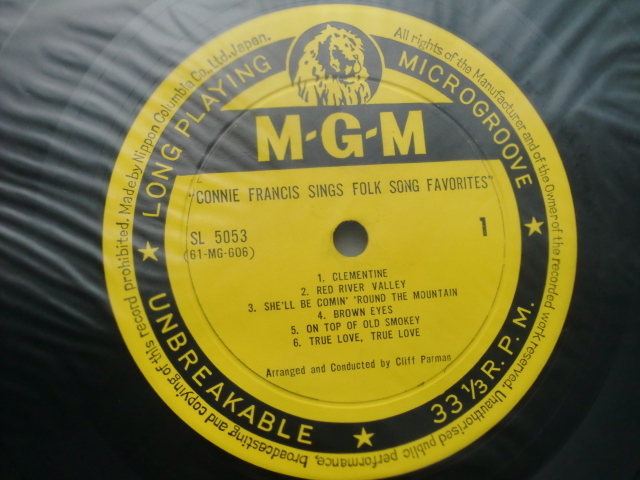 M-G-M
"CONNIE FRANCIS SINGS FOLK SONG FAVORITES"
SL 5053
(61-MG-606)
1
1. CLEMENTINE
2. RED RIVER VALLEY
3. SHE'LL BE COMIN' 'ROUND THE MOUNTAIN
4. BROWN EYES
5. ON TOP OF OLD SMOKEY
6. TRUE LOVE, TRUE LOVE
Arranged and Conducted by Cliff Parman
LONG PLAYING
MICROGROOVE
UNBREAKABLE
33 1/3 R.P.M.
Made by Nippon Columbia Co., Ltd. Japan.
All rights of the Manufacturer and of the Owner of the recorded work reserved. Unauthorised public performance, broadcasting and copying of this record prohibited.